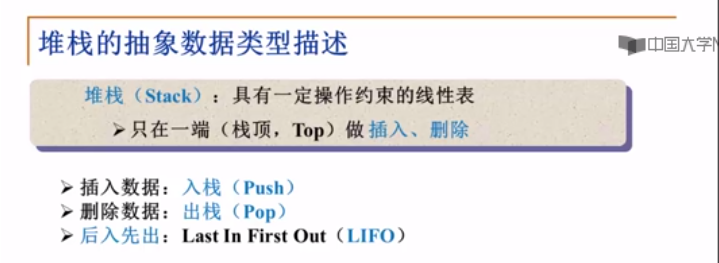 堆栈的抽象数据类型描述
中国大学
堆栈（Stack）：具有一定操作约束的线性表
➢只在一端（栈顶，Top）做 插入、删除
➢ 插入数据：入栈（Push）
➢ 删除数据：出栈（Pop）
➢ 后入先出：Last In First Out（LIFO）